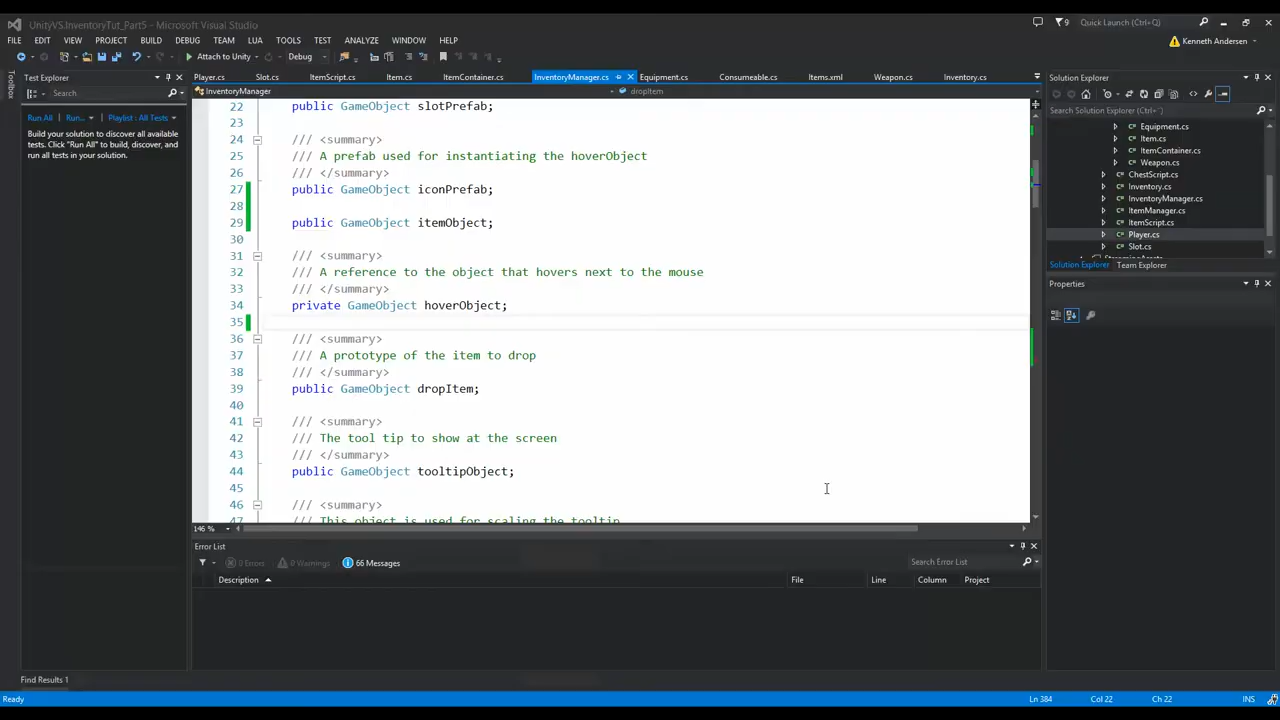 UnityVS.InventoryTut_Part5 - Microsoft Visual Studio
9
Quick Launch (Ctrl+Q)
FILE EDIT VIEW PROJECT BUILD DEBUG TEAM LUA TOOLS TEST ANALYZE WINDOW HELP
Kenneth Andersen
Attach to Unity Debug
Toolbox
Test Explorer
Search
Run All Run... Playlist : All Tests
Build your solution to discover all available
tests. Click "Run All" to build, discover, and
run all tests in your solution.
Player.cs Slot.cs ItemScript.cs Item.cs ItemContainer.cs InventoryManager.cs Equipment.cs Consumeable.cs Items.xml Weapon.cs Inventory.cs
InventoryManager dropItem
22 public GameObject slotPrefab;
23
24 /// <summary>
25 /// A prefab used for instantiating the hoverObject
26 /// </summary>
27 public GameObject iconPrefab;
28
29 public GameObject itemObject;
30
31 /// <summary>
32 /// A reference to the object that hovers next to the mouse
33 /// </summary>
34 private GameObject hoverObject;
35
36 /// <summary>
37 /// A prototype of the item to drop
38 /// </summary>
39 public GameObject dropItem;
40
41 /// <summary>
42 /// The tool tip to show at the screen
43 /// </summary>
44 public GameObject tooltipObject;
45
46 /// <summary>
47 /// This object is used for scaling the tooltip
146 %
Error List
0 Errors 0 Warnings 66 Messages
Search Error List
Description File Line Column Project
Solution Explorer
Search Solution Explorer (Ctrl+
Equipment.cs
Item.cs
ItemContainer.cs
Weapon.cs
ChestScript.cs
Inventory.cs
InventoryManager.cs
ItemManager.cs
ItemScript.cs
Player.cs
Slot.cs
StreamingAssets
Solution Explorer Team Explorer
Properties
Find Results 1
Ready Ln 384 Col 22 Ch 22 INS